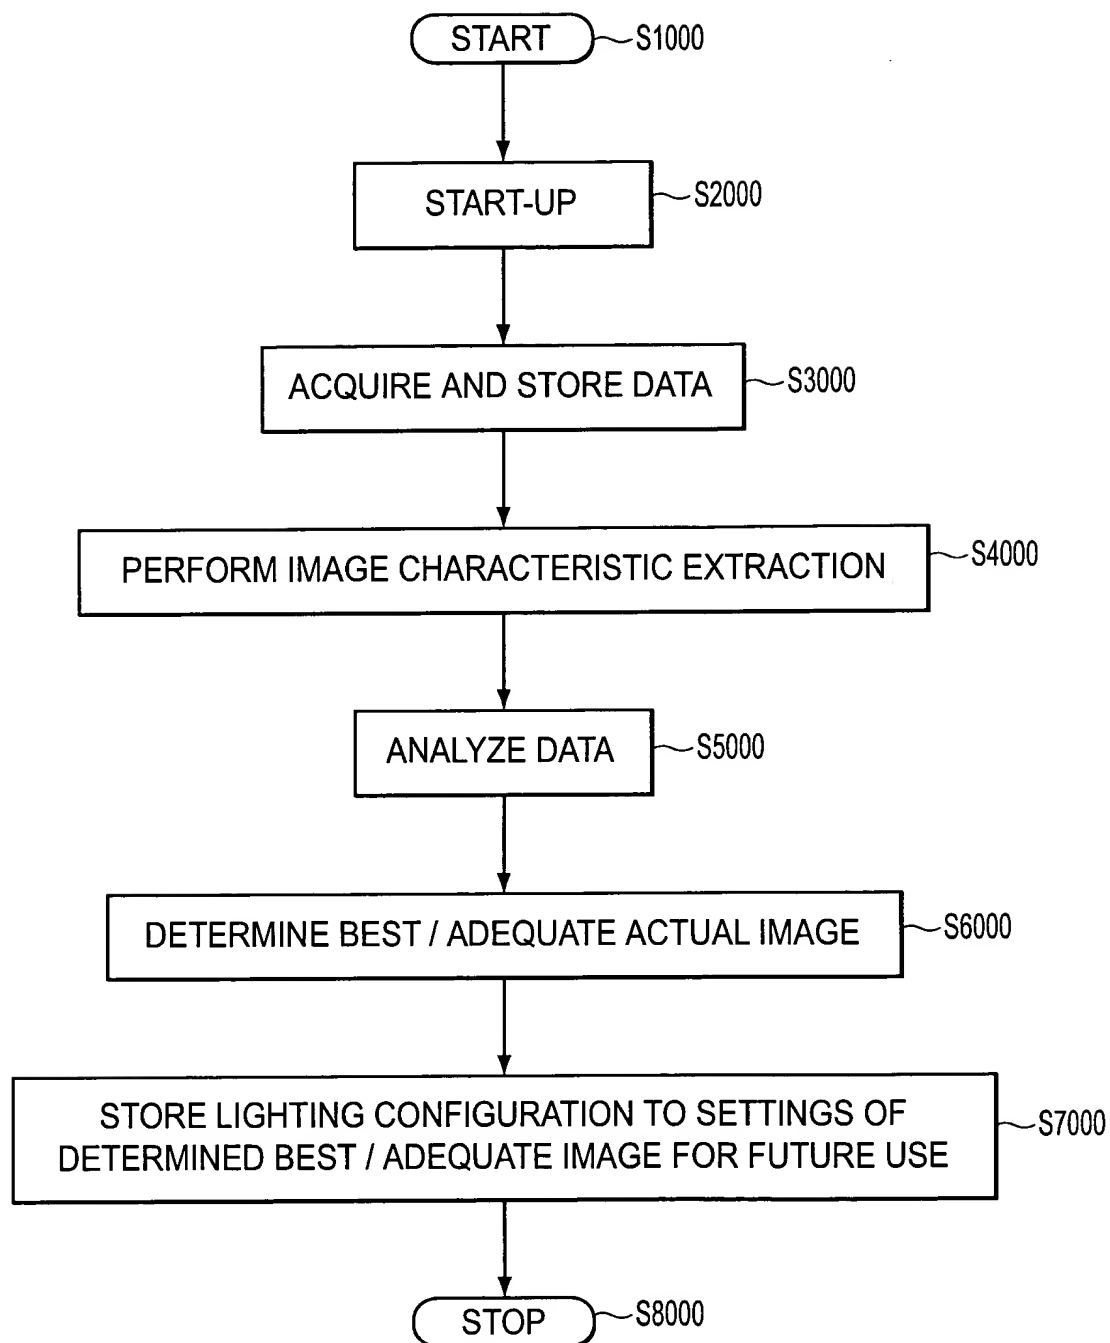 START
S1000
START-UP
S2000
ACQUIRE AND STORE DATA
S3000
PERFORM IMAGE CHARACTERISTIC EXTRACTION
S4000
ANALYZE DATA
S5000
DETERMINE BEST / ADEQUATE ACTUAL IMAGE
S6000
STORE LIGHTING CONFIGURATION TO SETTINGS OF
DETERMINED BEST / ADEQUATE IMAGE FOR FUTURE USE
S7000
STOP
S8000